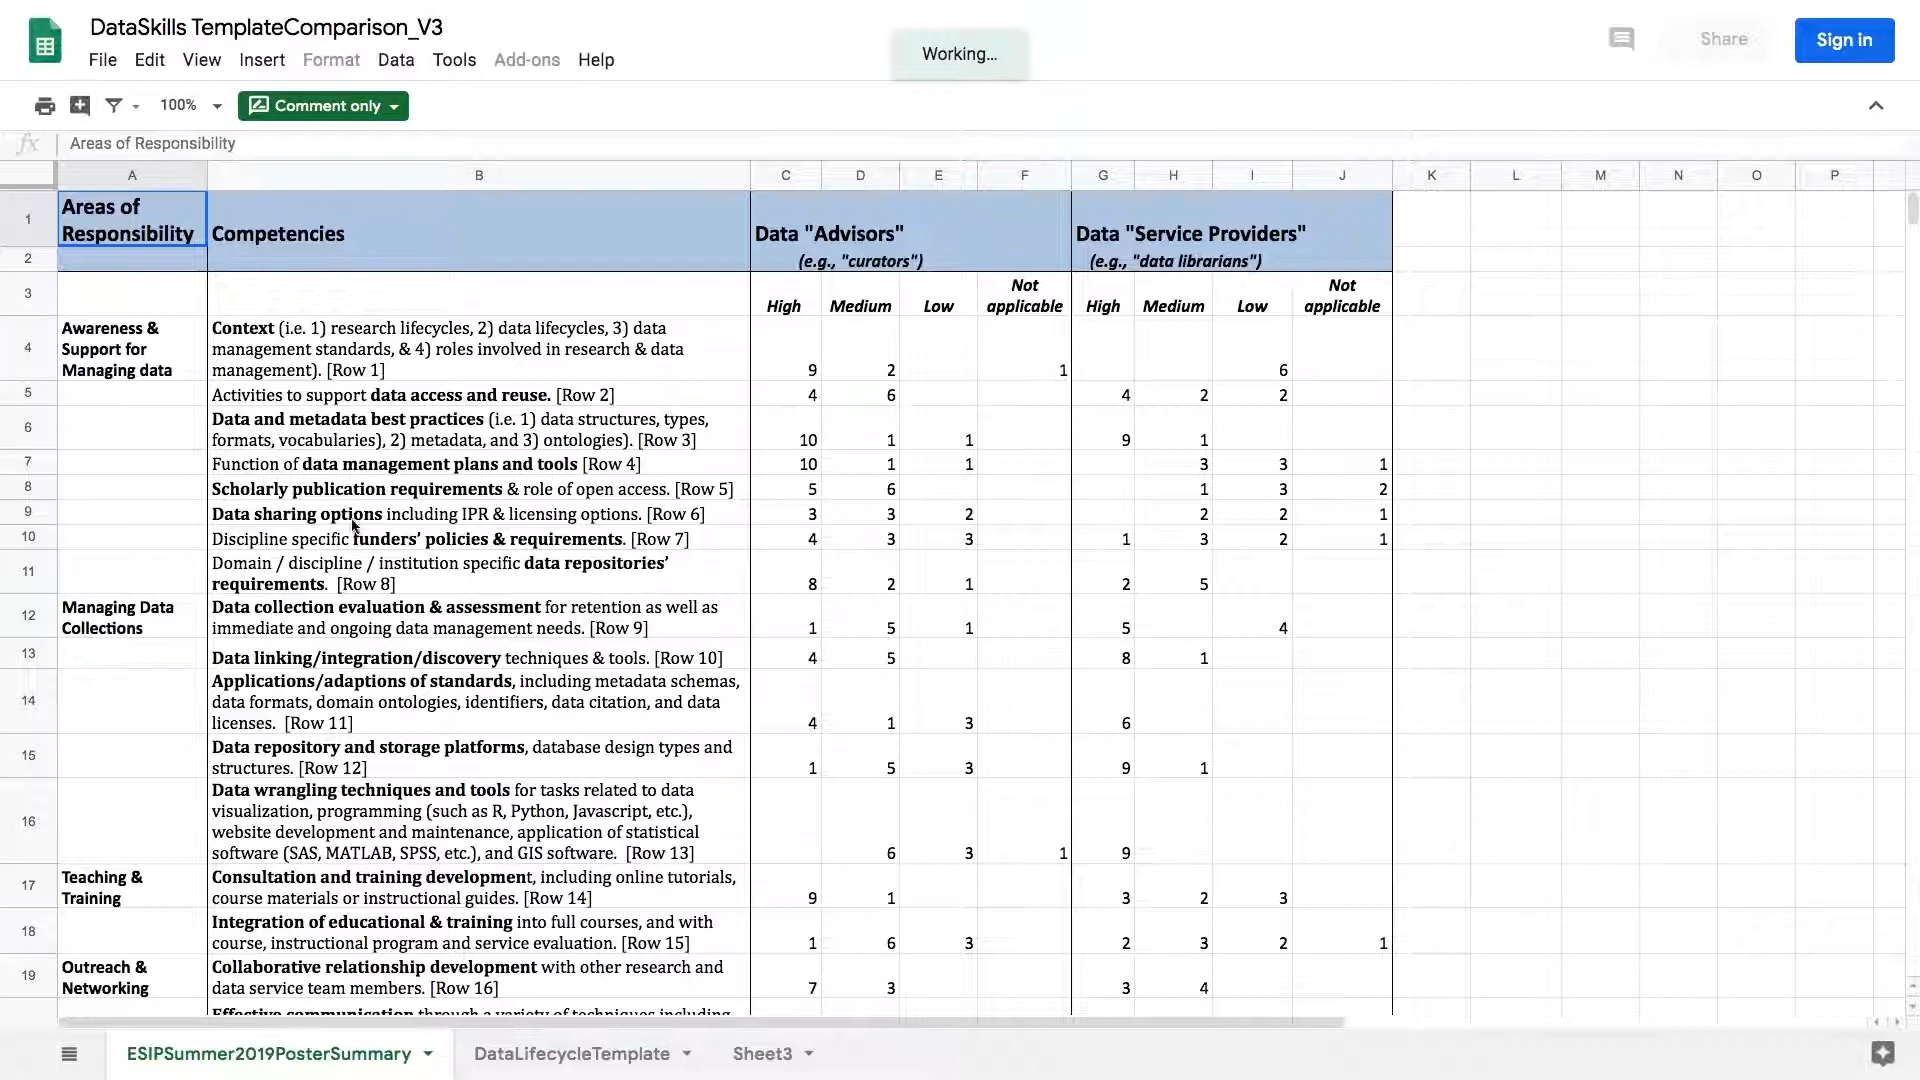 DataSkills TemplateComparison_V3
File Edit View Insert Format Data Tools Add-ons Help
Working...
Share
Sign in
100%
Comment only
fx
Areas of Responsibility
A B C D E F G H I J K L M N O P
1 Areas of
Responsibility Competencies Data "Advisors" Data "Service Providers"
2 (e.g., "curators") (e.g., "data librarians")
3 High Medium Low Not
applicable High Medium Low Not
applicable
4 Awareness &
Support for
Managing data
Context (i.e. 1) research lifecycles, 2) data lifecycles, 3) data
management standards, & 4) roles involved in research & data
management). [Row 1] 9 2 1 6
5 Activities to support data access and reuse. [Row 2] 4 6 4 2 2
6 Data and metadata best practices (i.e. 1) data structures, types,
formats, vocabularies), 2) metadata, and 3) ontologies). [Row 3] 10 1 1 9 1
7 Function of data management plans and tools [Row 4] 10 1 1 3 3 1
8 Scholarly publication requirements & role of open access. [Row 5] 5 6 1 3 2
9 Data sharing options including IPR & licensing options. [Row 6] 3 3 2 2 2 1
10 Discipline specific funders’ policies & requirements. [Row 7] 4 3 3 1 3 2 1
11 Domain / discipline / institution specific data repositories’
requirements. [Row 8] 8 2 1 2 5
12 Managing Data
Collections
Data collection evaluation & assessment for retention as well as
immediate and ongoing data management needs. [Row 9] 1 5 1 5 4
13 Data linking/integration/discovery techniques & tools. [Row 10] 4 5 8 1
14 Applications/adaptions of standards, including metadata schemas,
data formats, domain ontologies, identifiers, data citation, and data
licenses. [Row 11] 4 1 3 6
15 Data repository and storage platforms, database design types and
structures. [Row 12] 1 5 3 9 1
16 Data wrangling techniques and tools for tasks related to data
visualization, programming (such as R, Python, Javascript, etc.),
website development and maintenance, application of statistical
software (SAS, MATLAB, SPSS, etc.), and GIS software. [Row 13] 6 3 1 9
17 Teaching &
Training
Consultation and training development, including online tutorials,
course materials or instructional guides. [Row 14] 9 1 3 2 3
18 Integration of educational & training into full courses, and with
course, instructional program and service evaluation. [Row 15] 1 6 3 2 3 2 1
19 Outreach &
Networking
Collaborative relationship development with other research and
data service team members. [Row 16] 7 3 3 4
Effective communication through a variety of techniques including
ESIPSummer2019PosterSummary DataLifecycleTemplate Sheet3